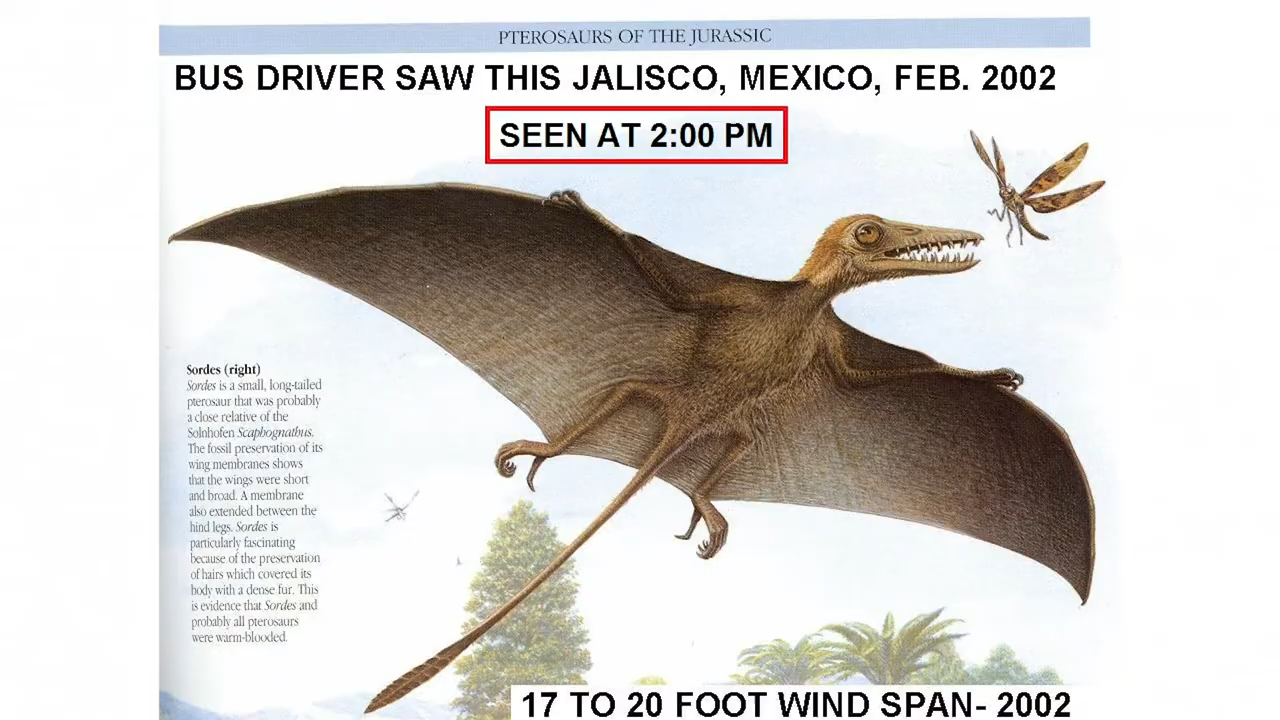 PTEROSAURS OF THE JURASSIC
BUS DRIVER SAW THIS JALISCO, MEXICO, FEB. 2002
SEEN AT 2:00 PM
Sordes (right)
Sordes is a small, long-tailed
pterosaur that was probably
a close relative of the
Solnhofen Scaphognathus.
The fossil preservation of its
wing membranes shows
that the wings were short
and broad. A membrane
also extended between the
hind legs. Sordes is
particularly fascinating
because of the preservation
of hairs which covered its
body with a dense fur. This
is evidence that Sordes and
probably all pterosaurs
were warm-blooded.
17 TO 20 FOOT WIND SPAN- 2002